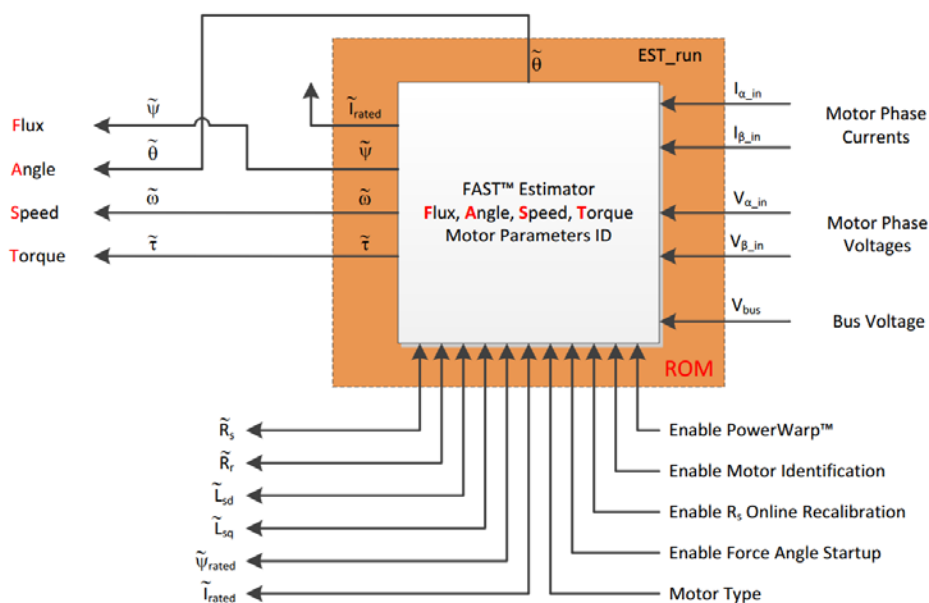 EST_run
θ̃
Ĩrated
ψ̃
θ̃
ω̃
τ̃
Flux
Angle
Speed
Torque
ψ̃
ω̃
τ̃
FAST™ Estimator
Flux, Angle, Speed, Torque
Motor Parameters ID
Iα_in
Iβ_in
Motor Phase
Currents
Vα_in
Vβ_in
Motor Phase
Voltages
Vbus
Bus Voltage
ROM
R̃s
R̃r
L̃sd
L̃sq
ψ̃rated
Ĩrated
Enable PowerWarp™
Enable Motor Identification
Enable Rs Online Recalibration
Enable Force Angle Startup
Motor Type